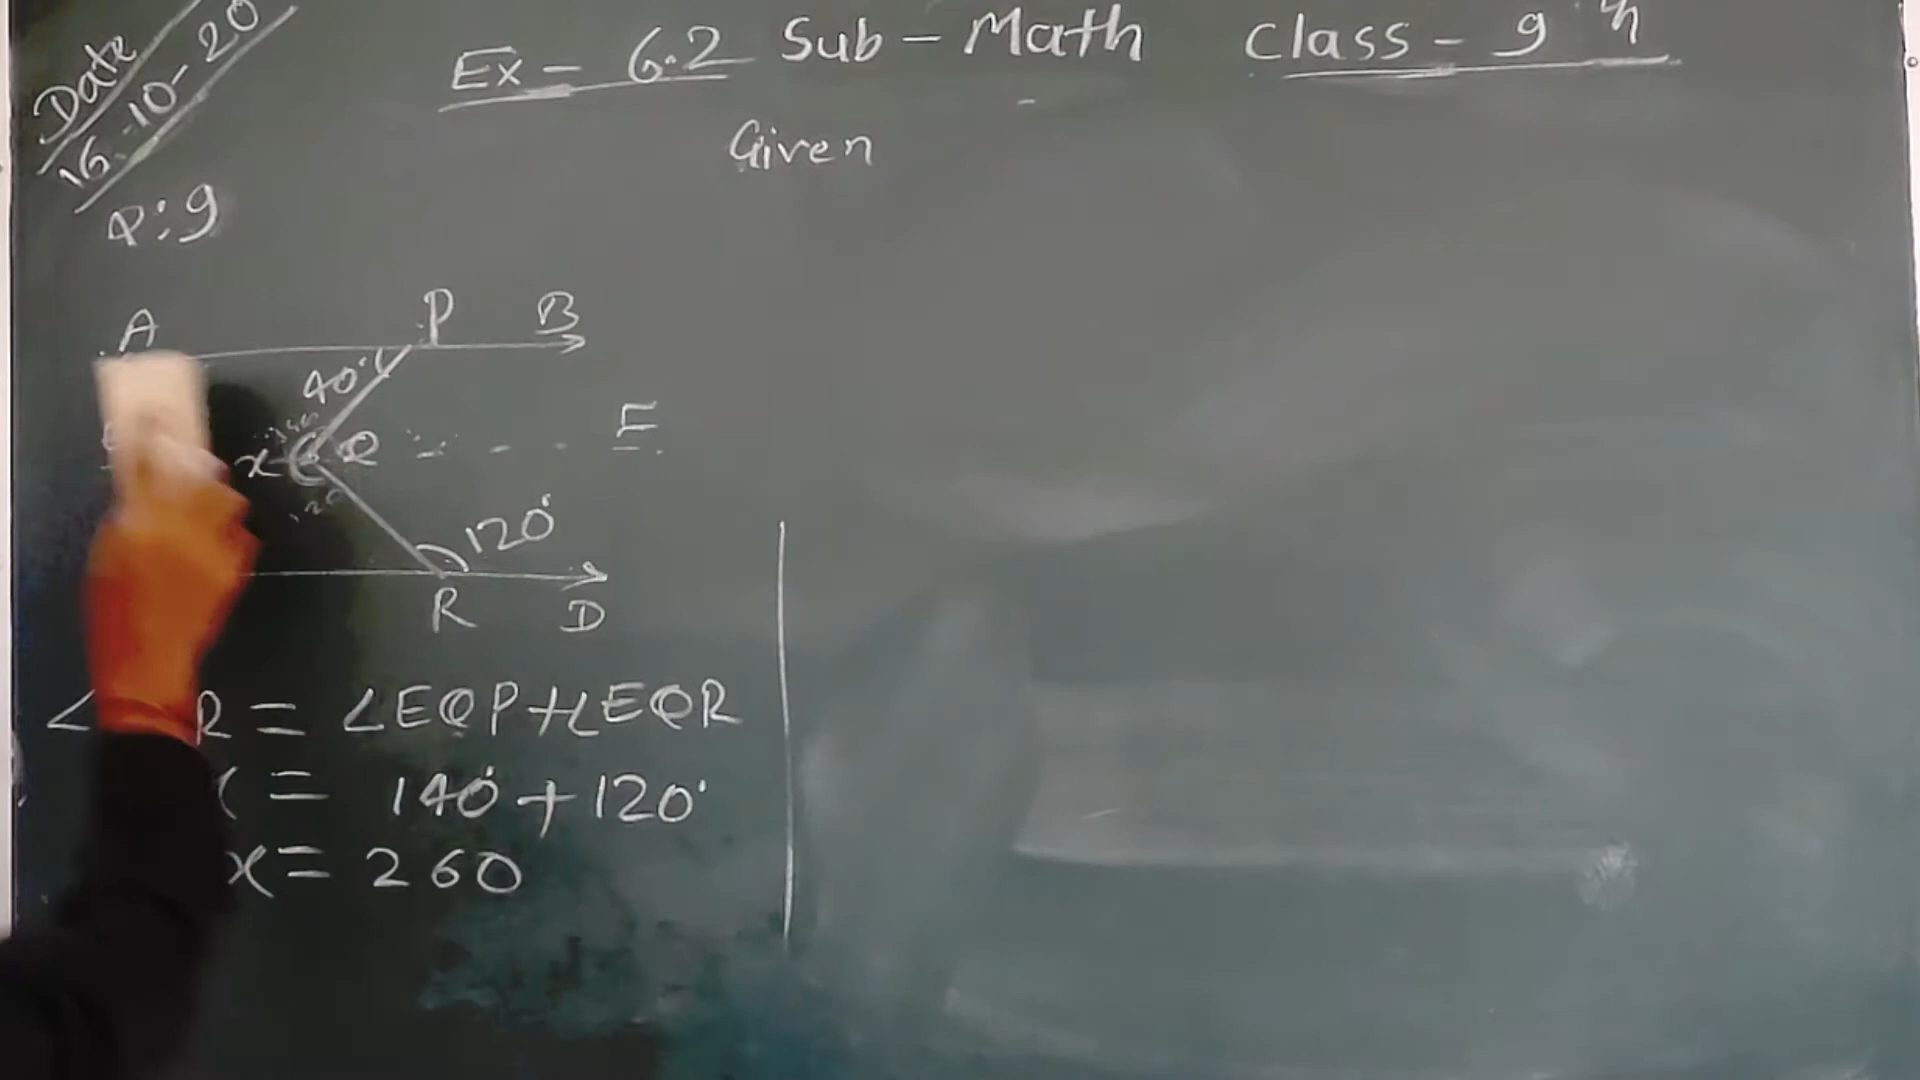 Date
16-10-20
Ex - 6.2 Sub - Math Class - 9th
Given
Q:9
A P B
40°
x Q F
120°
R D
∠ R = ∠EQP+∠EQR
= 140°+120°
x = 260